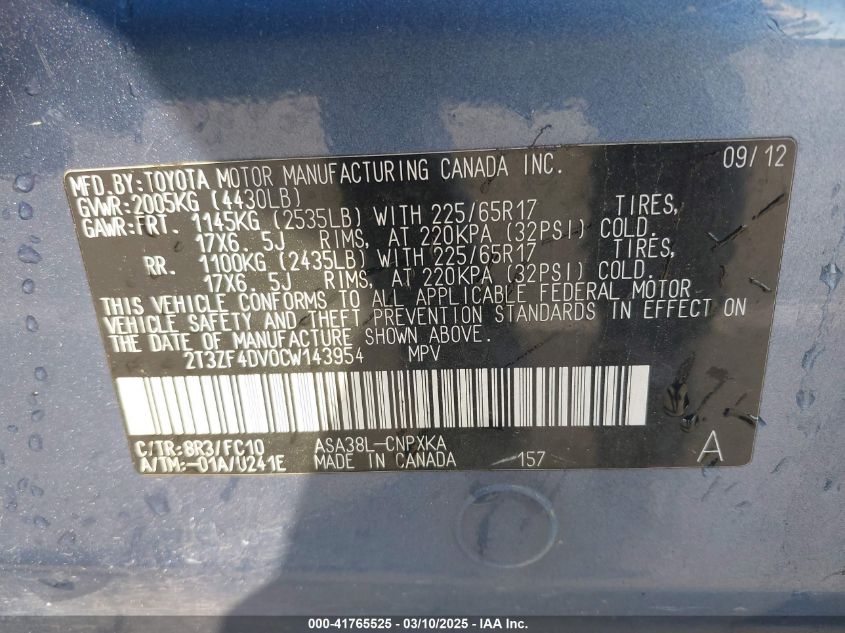 MFD. BY: TOYOTA MOTOR MANUFACTURING CANADA INC. 09/12
GVWR: 2005KG (4430LB)
GAWR: FRT. 1145KG (2535LB) WITH 225/65R17 TIRES,
17X6. 5J RIMS, AT 220KPA (32PSI) COLD.
RR. 1100KG (2435LB) WITH 225/65R17 TIRES,
17X6. 5J RIMS, AT 220KPA (32PSI) COLD.
THIS VEHICLE CONFORMS TO ALL APPLICABLE FEDERAL MOTOR
VEHICLE SAFETY AND THEFT PREVENTION STANDARDS IN EFFECT ON
THE DATE OF MANUFACTURE SHOWN ABOVE.
2T3ZF4DV0CW143954 MPV
C/TR: 8R3/FC10 ASA38L-CNPXKA
A/TM: -01A/U241E MADE IN CANADA 157 A
000-41765525 - 03/10/2025 - IAA Inc.